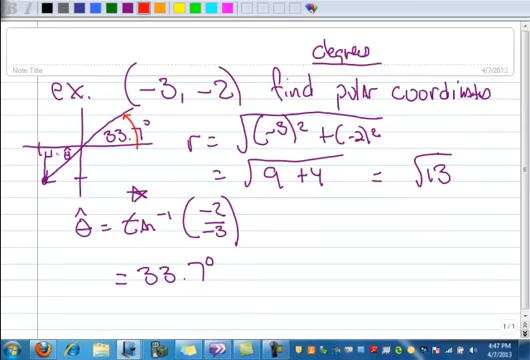 degrees
Note Title
4/7/2013
ex. (-3, -2) find polar coordinates
33.7°
θ
r = √((-3)² + (-2)²)
= √(9 + 4) = √13
θ̂ = tan⁻¹ (-2/-3)
= 33.7°
1/1
4:47 PM
4/7/2013